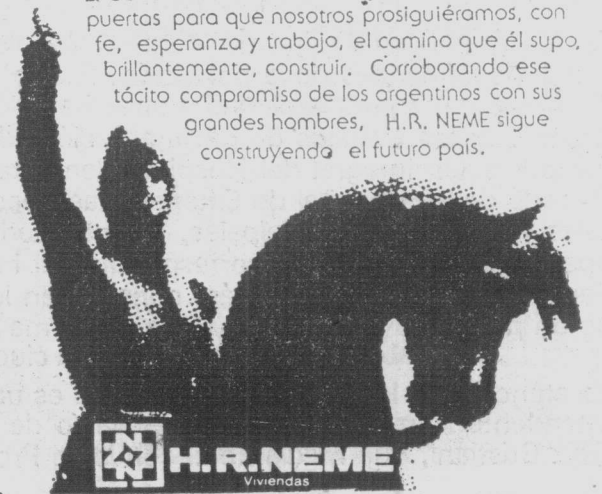 puertas para que nosotros prosiguiéramos, con
fe, esperanza y trabajo, el camino que él supo,
brillantemente, construir. Corroborando ese
tácito compromiso de los argentinos con sus
grandes hombres, H.R. NEME sigue
construyendo el futuro país.
H.R.NEME
Viviendas